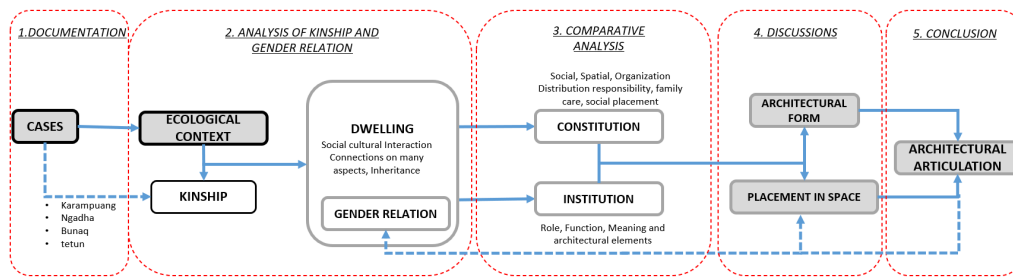 1.DOCUMENTATION
2. ANALYSIS OF KINSHIP AND
GENDER RELATION
3. COMPARATIVE
ANALYSIS
4. DISCUSSIONS
5. CONCLUSION
CASES
• Karampuang
• Ngadha
• Bunaq
• tetun
ECOLOGICAL
CONTEXT
KINSHIP
DWELLING
Social cultural Interaction
Connections on many
aspects, Inheritance
GENDER RELATION
Social, Spatial, Organization
Distribution responsibility, family
care, social placement
CONSTITUTION
INSTITUTION
Role, Function, Meaning and
architectural elements
ARCHITECTURAL
FORM
PLACEMENT IN SPACE
ARCHITECTURAL
ARTICULATION